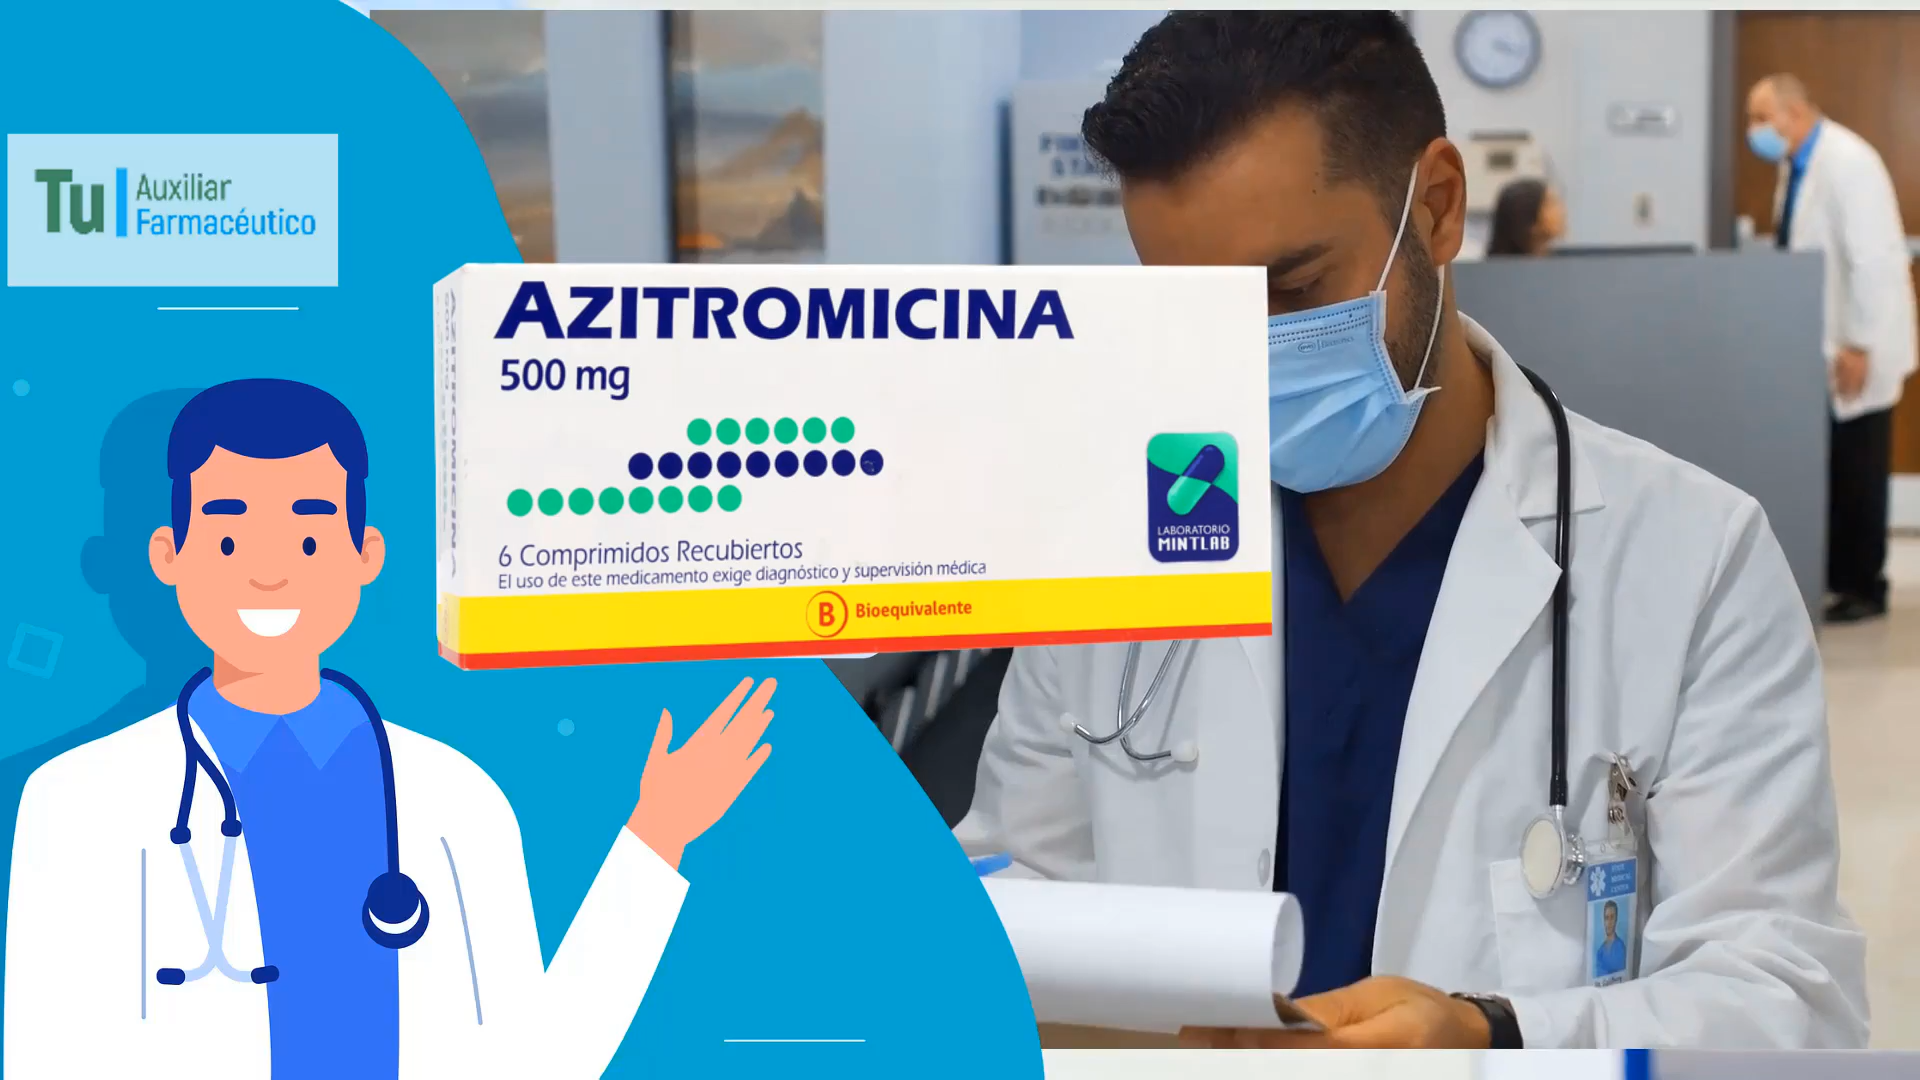 Tu
Auxiliar
Farmacéutico
AZITROMICINA
500 mg
6 Comprimidos Recubiertos
El uso de este medicamento exige diagnóstico y supervisión médica
B Bioequivalente
LABORATORIO
MINTLAB
AZITROMICINA